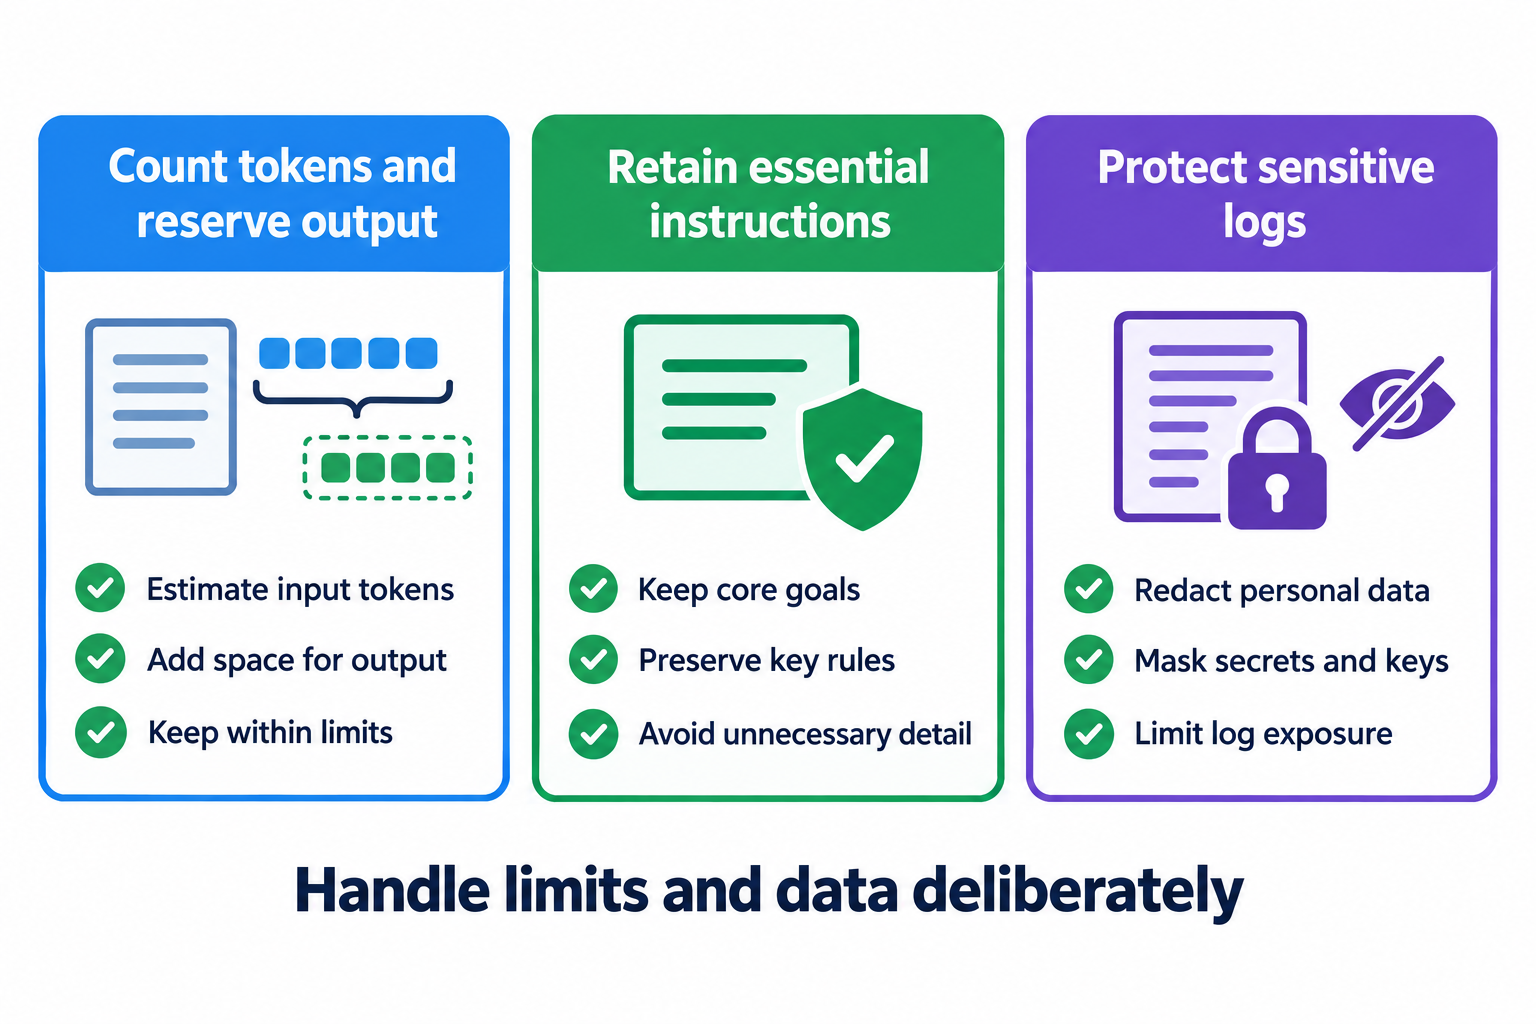 Count tokens and
reserve output
Estimate input tokens
Add space for output
Keep within limits
Retain essential
instructions
Keep core goals
Preserve key rules
Avoid unnecessary detail
Protect sensitive
logs
Redact personal data
Mask secrets and keys
Limit log exposure
Handle limits and data deliberately